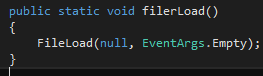 public static void filerLoad()
{
FileLoad(null, EventArgs.Empty);
}